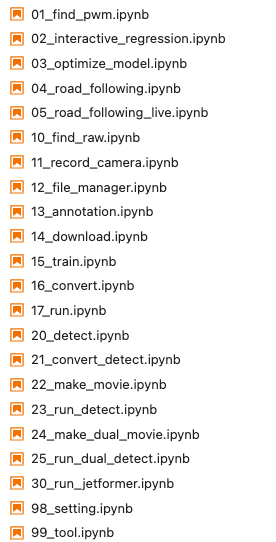 01_find_pwm.ipynb
02_interactive_regression.ipynb
03_optimize_model.ipynb
04_road_following.ipynb
05_road_following_live.ipynb
10_find_raw.ipynb
11_record_camera.ipynb
12_file_manager.ipynb
13_annotation.ipynb
14_download.ipynb
15_train.ipynb
16_convert.ipynb
17_run.ipynb
20_detect.ipynb
21_convert_detect.ipynb
22_make_movie.ipynb
23_run_detect.ipynb
24_make_dual_movie.ipynb
25_run_dual_detect.ipynb
30_run_jetformer.ipynb
98_setting.ipynb
99_tool.ipynb